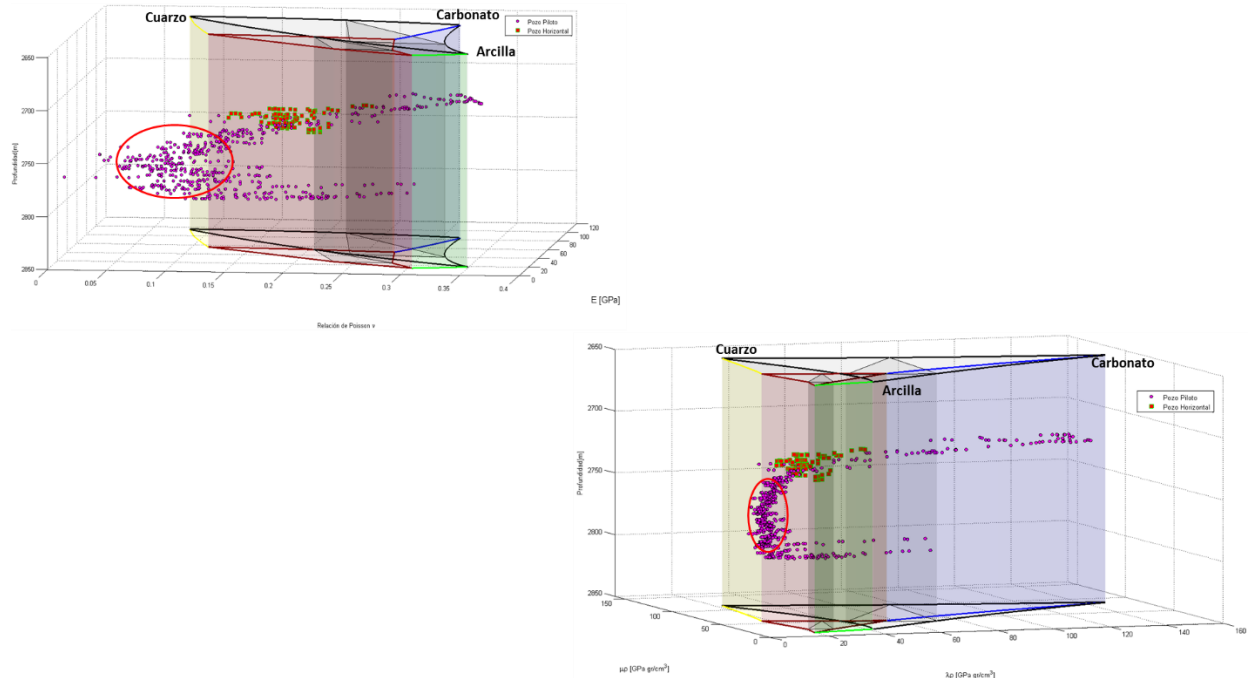 Cuarzo
Carbonato
Pozo Piloto
Pozo Horizontal
Arcilla
2650
2700
2750
2800
2850
Profundidad[m]
120
100
80
60
40
20
0
0
0.05
0.1
0.15
0.2
0.25
0.3
0.35
0.4
E [GPa]
Relación de Poisson ν
Cuarzo
Carbonato
Arcilla
Pozo Piloto
Pozo Horizontal
2650
2700
2750
2800
2850
Profundidad[m]
150
100
50
0
0
20
40
60
80
100
120
140
160
μρ [GPa gr/cm³]
λρ [GPa gr/cm³]